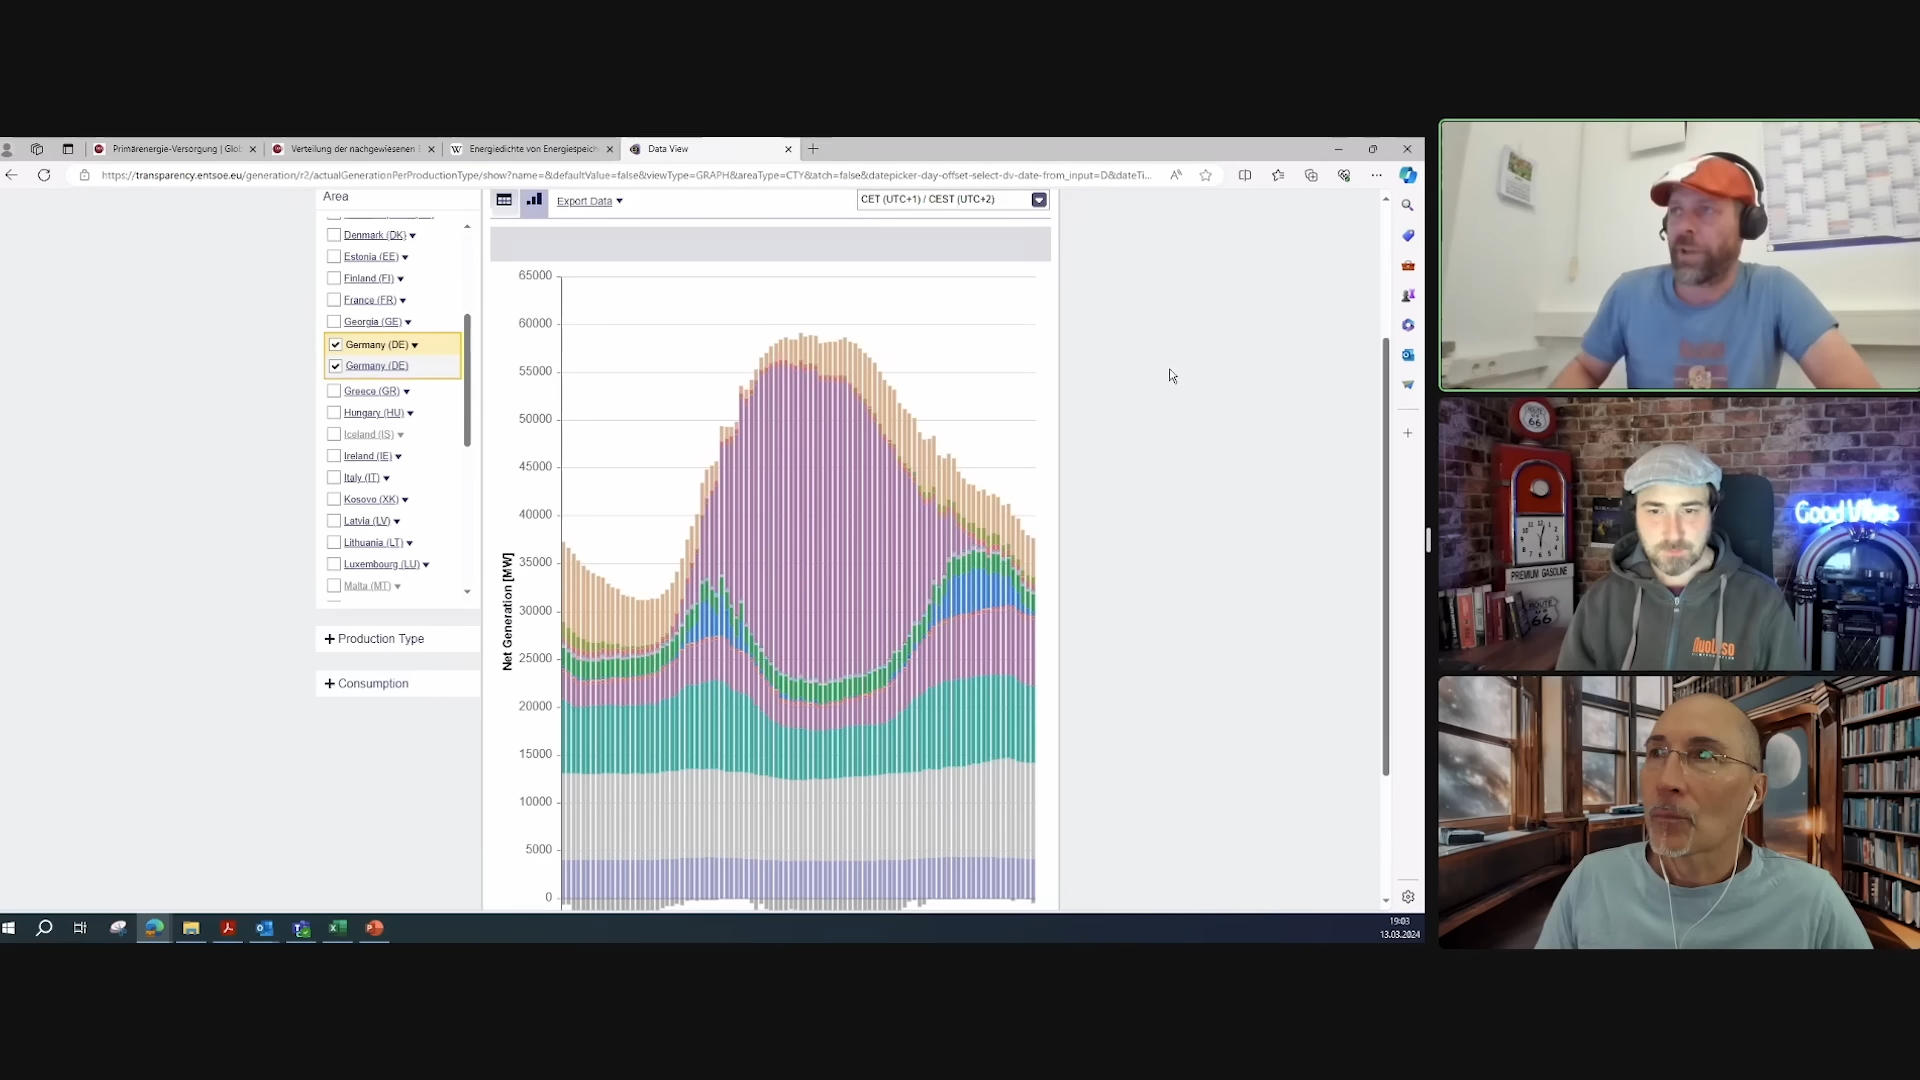 Primärenergie-Versorgung | Glo
Verteilung der nachgewiesenen
Energiedichte von Energiespeich
Data View
https://transparency.entsoe.eu/generation/r2/actualGenerationPerProductionType/show?name=&defaultValue=false&viewType=GRAPH&areaType=CTY&atch=false&datepicker-day-offset-select-dv-date-from_input=D&dateTi...
Area
Export Data
CET (UTC+1) / CEST (UTC+2)
Denmark (DK)
Estonia (EE)
Finland (FI)
France (FR)
Georgia (GE)
Germany (DE)
Germany (DE)
Greece (GR)
Hungary (HU)
Iceland (IS)
Ireland (IE)
Italy (IT)
Kosovo (XK)
Latvia (LV)
Lithuania (LT)
Luxembourg (LU)
Malta (MT)
+ Production Type
+ Consumption
65000
60000
55000
50000
45000
40000
35000
30000
25000
20000
15000
10000
5000
0
Net Generation [MW]
19:03
13.03.2024
ROUTE
66
PREMIUM GASOLINE
ROUTE
66
Good Vibes